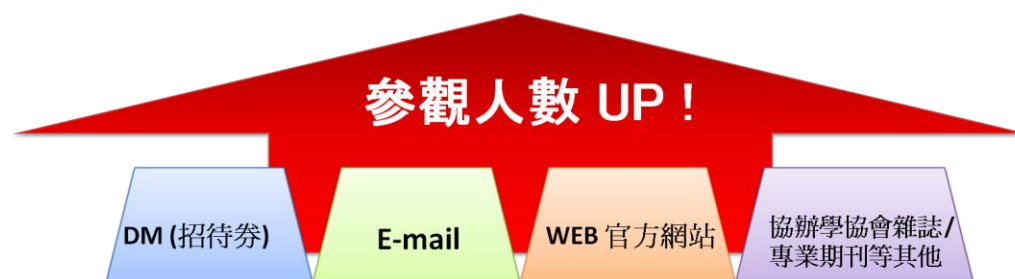 參觀人數 UP！
DM (招待券)
E-mail
WEB 官方網站
協辦學協會雜誌/
專業期刊等其他